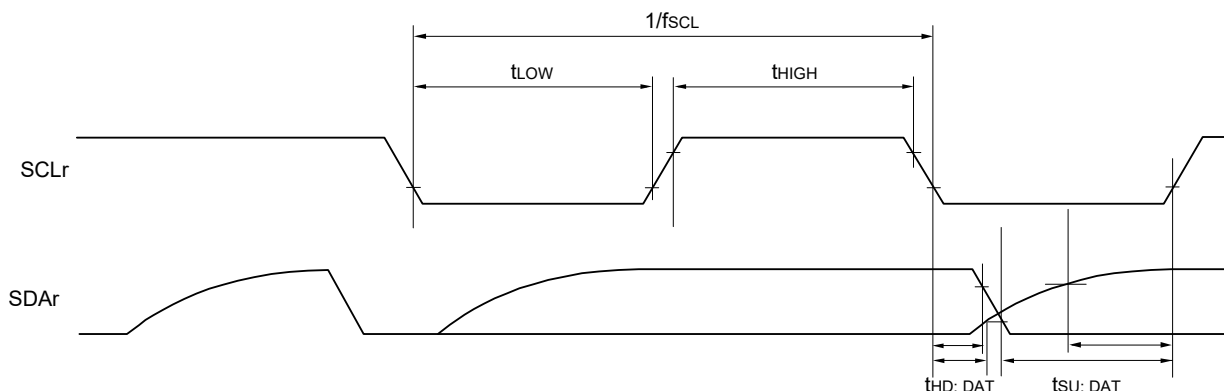 1/fSCL
tLOW
tHIGH
SCLr
SDAr
tHD: DAT
tSU: DAT